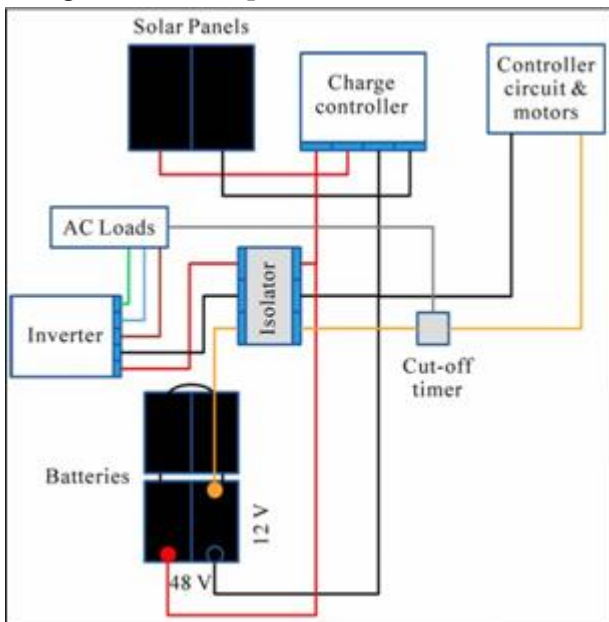 Solar Panels
Charge
controller
Controller
circuit &
motors
AC Loads
Isolator
Inverter
Cut-off
timer
Batteries
12 V
48 V